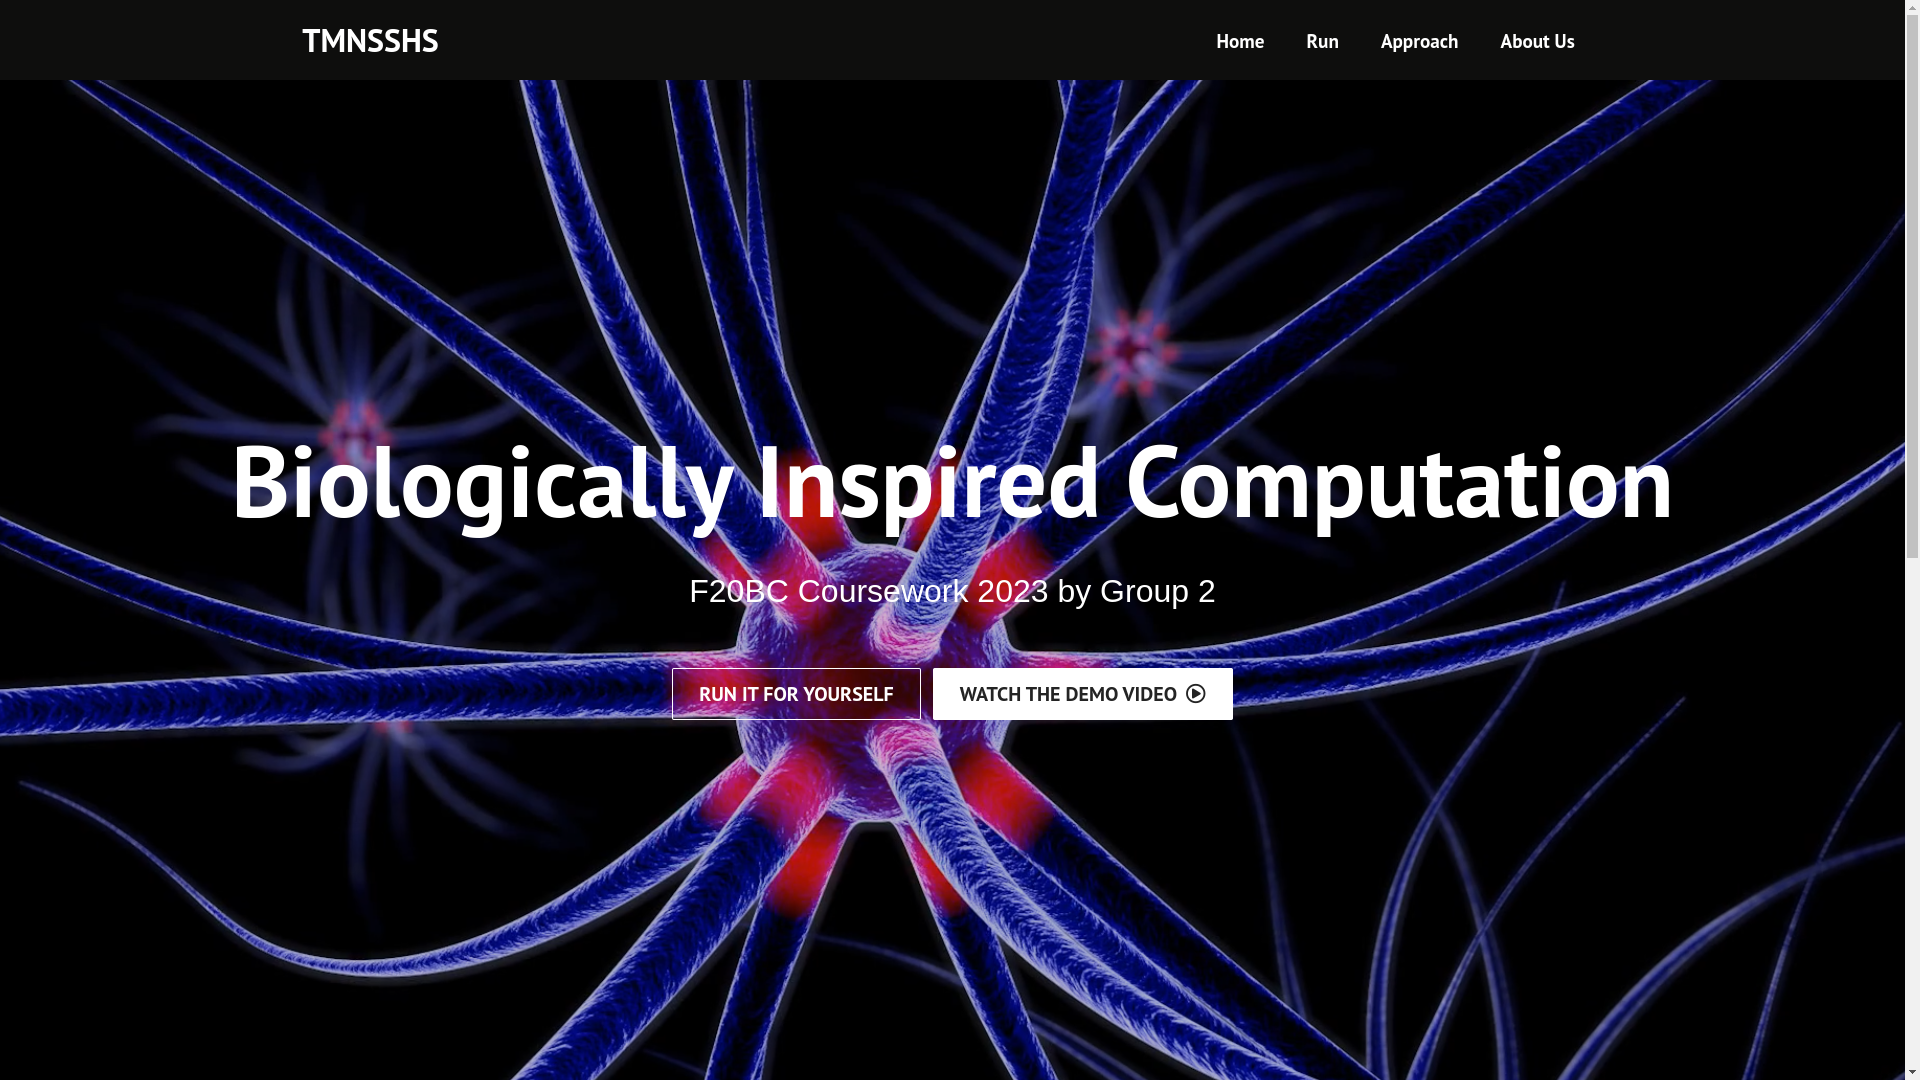 TMNSSHS
Home Run Approach About Us
Biologically Inspired Computation
F20BC Coursework 2023 by Group 2
RUN IT FOR YOURSELF
WATCH THE DEMO VIDEO